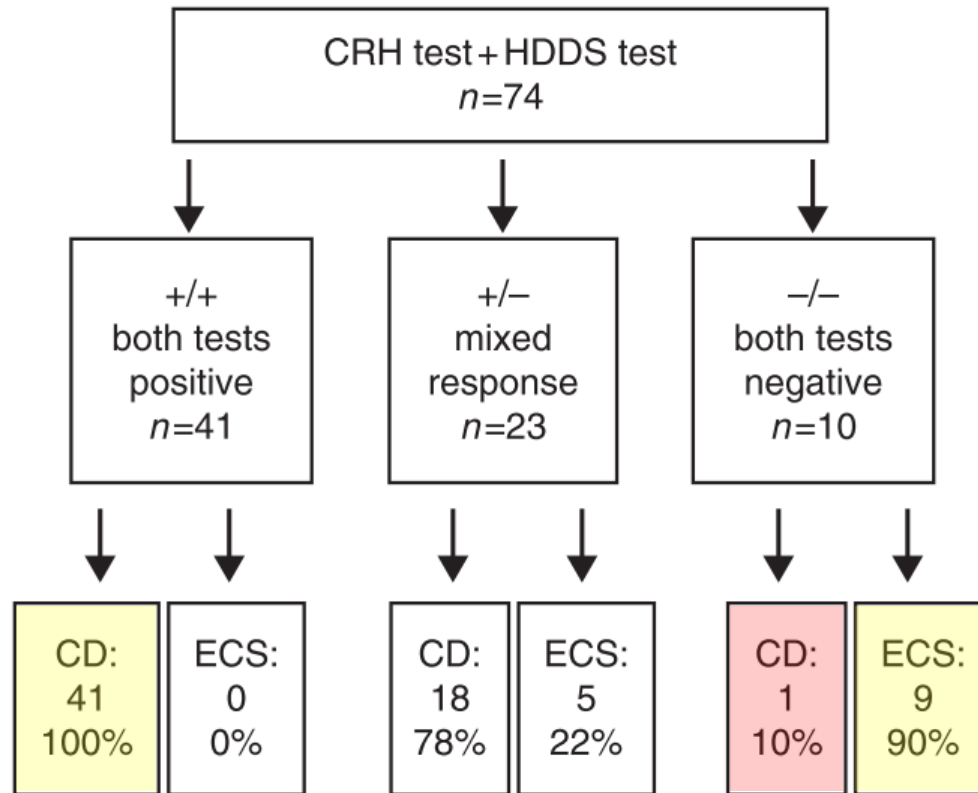 CRH test+HDDS test
n=74
+/+
both tests
positive
n=41
+/–
mixed
response
n=23
–/–
both tests
negative
n=10
CD:
41
100%
ECS:
0
0%
CD:
18
78%
ECS:
5
22%
CD:
1
10%
ECS:
9
90%